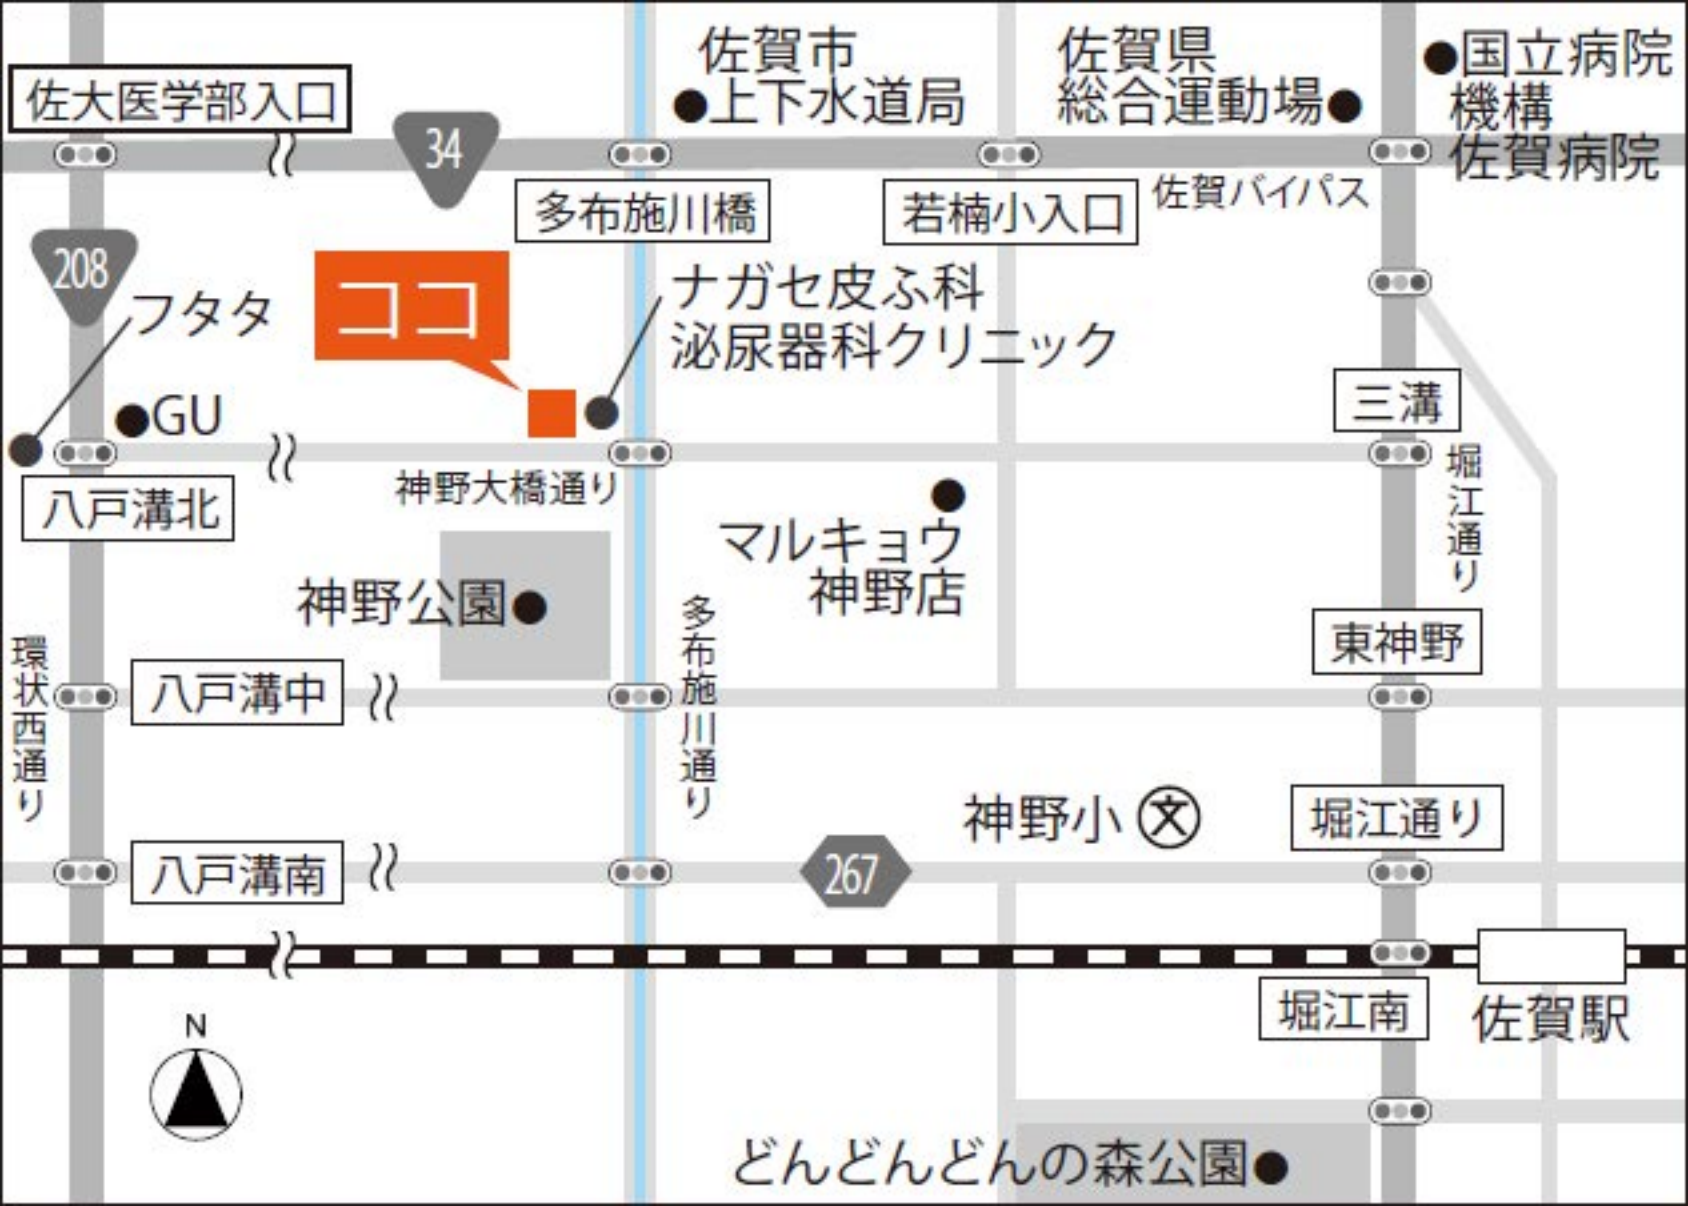 佐賀市
上下水道局
佐賀県
総合運動場
国立病院
機構
佐賀病院
佐大医学部入口
34
多布施川橋
若楠小入口
佐賀バイパス
208
フタタ
ココ
ナガセ皮ふ科
泌尿器科クリニック
GU
三溝
八戸溝北
神野大橋通り
堀江通り
マルキョウ
神野店
神野公園
多布施川通り
東神野
環状西通り
八戸溝中
神野小
文
堀江通り
八戸溝南
267
堀江南
佐賀駅
N
どんどんどんの森公園